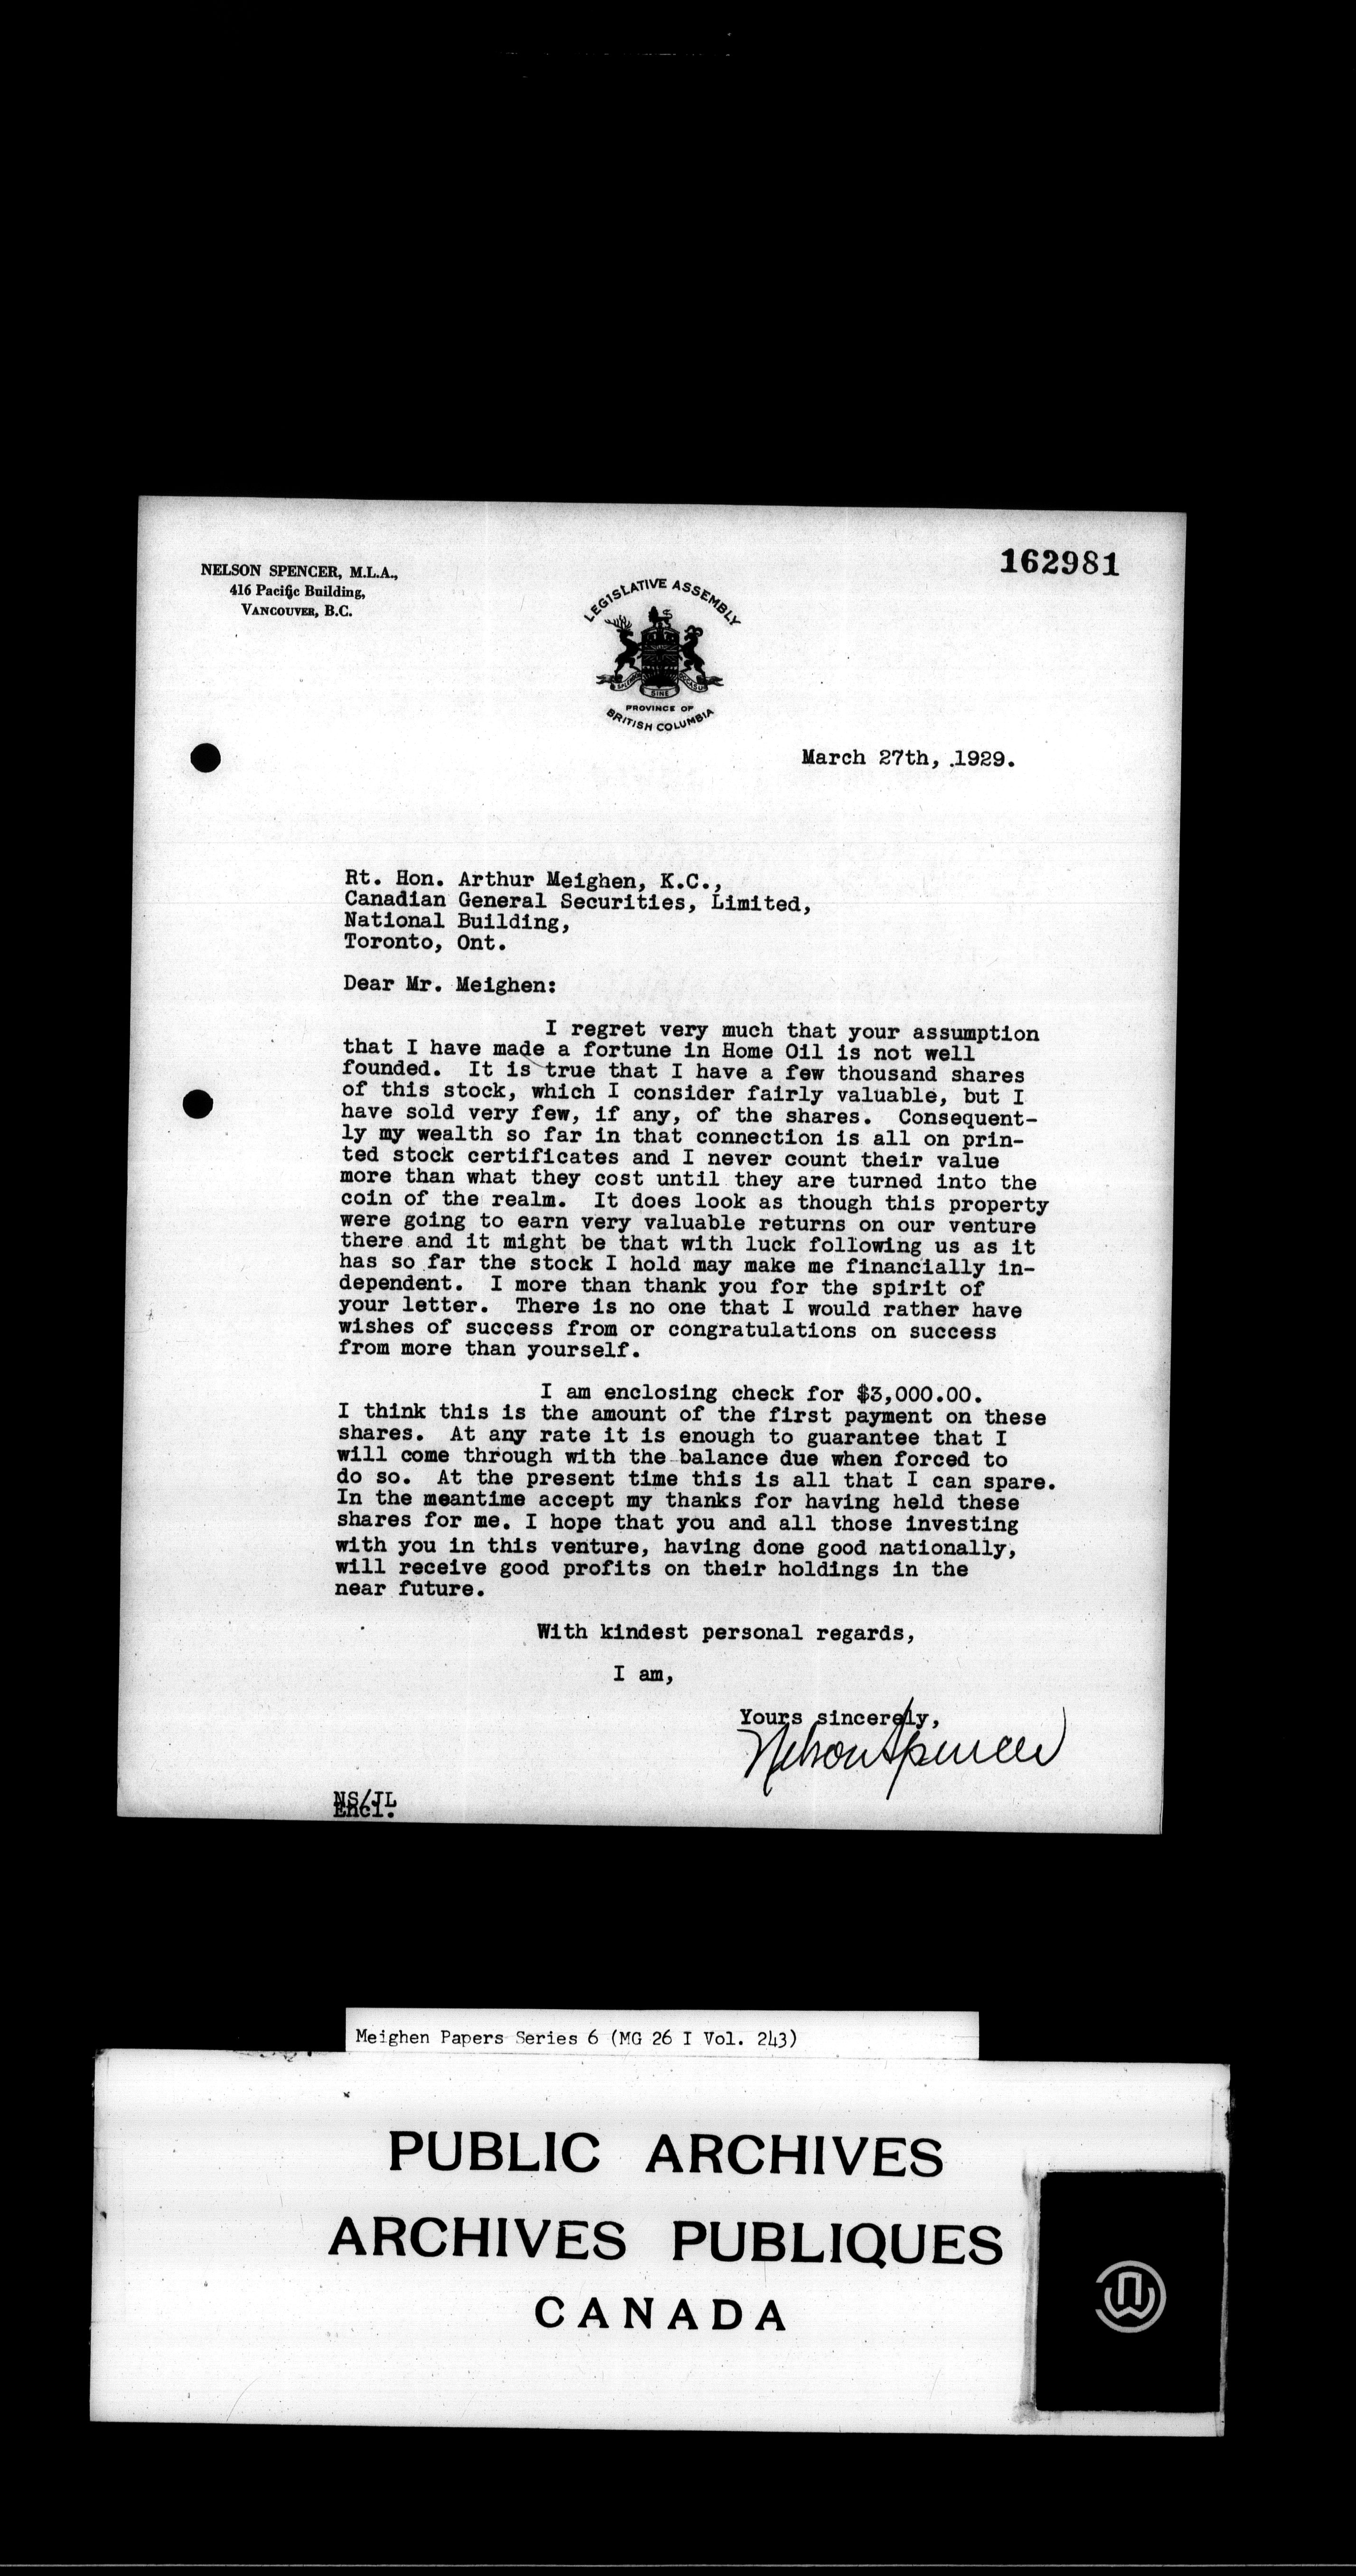 162981
NELSON SPENCER, M.L.A.,
416 Pacific Building,
VANCOUVER, B.C.
LEGISLATIVE ASSEMBLY
SINE
PROVINCE OF
BRITISH COLUMBIA
March 27th, .1929.
Rt. Hon. Arthur Meighen, K.C.,
Canadian General Securities, Limited,
National Building,
Toronto, Ont.
Dear Mr. Meighen:
I regret very much that your assumption
that I have made a fortune in Home Oil is not well
founded. It is true that I have a few thousand shares
of this stock, which I consider fairly valuable, but I
have sold very few, if any, of the shares. Consequent-
ly my wealth so far in that connection is all on prin-
ted stock certificates and I never count their value
more than what they cost until they are turned into the
coin of the realm. It does look as though this property
were going to earn very valuable returns on our venture
there and it might be that with luck following us as it
has so far the stock I hold may make me financially in-
dependent. I more than thank you for the spirit of
your letter. There is no one that I would rather have
wishes of success from or congratulations on success
from more than yourself.
I am enclosing check for $3,000.00.
I think this is the amount of the first payment on these
shares. At any rate it is enough to guarantee that I
will come through with the balance due when forced to
do so. At the present time this is all that I can spare.
In the meantime accept my thanks for having held these
shares for me. I hope that you and all those investing
with you in this venture, having done good nationally,
will receive good profits on their holdings in the
near future.
With kindest personal regards,
I am,
Yours sincerely,
Nelson Spencer
NS/JL
Encl.
Meighen Papers Series 6 (MG 26 I Vol. 243)
PUBLIC ARCHIVES
ARCHIVES PUBLIQUES
CANADA